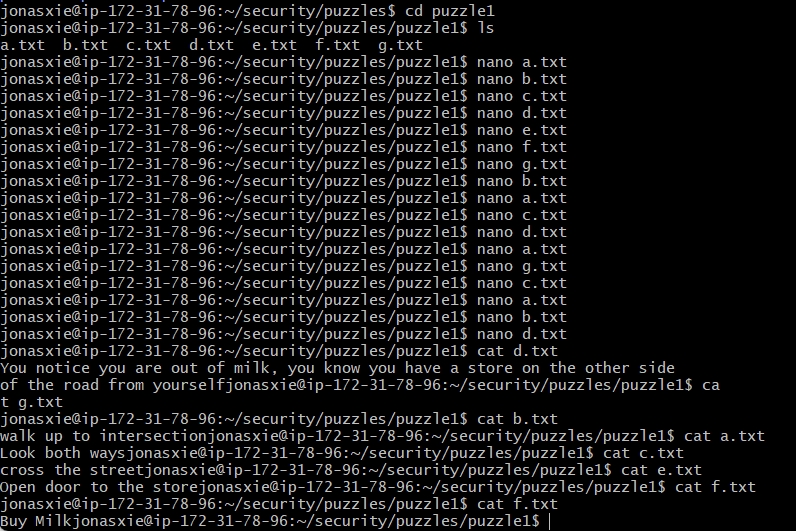 jonasxie@ip-172-31-78-96:~/security/puzzles$ cd puzzle1
jonasxie@ip-172-31-78-96:~/security/puzzles/puzzle1$ ls
a.txt  b.txt  c.txt  d.txt  e.txt  f.txt  g.txt
jonasxie@ip-172-31-78-96:~/security/puzzles/puzzle1$ nano a.txt
jonasxie@ip-172-31-78-96:~/security/puzzles/puzzle1$ nano b.txt
jonasxie@ip-172-31-78-96:~/security/puzzles/puzzle1$ nano c.txt
jonasxie@ip-172-31-78-96:~/security/puzzles/puzzle1$ nano d.txt
jonasxie@ip-172-31-78-96:~/security/puzzles/puzzle1$ nano e.txt
jonasxie@ip-172-31-78-96:~/security/puzzles/puzzle1$ nano f.txt
jonasxie@ip-172-31-78-96:~/security/puzzles/puzzle1$ nano g.txt
jonasxie@ip-172-31-78-96:~/security/puzzles/puzzle1$ nano b.txt
jonasxie@ip-172-31-78-96:~/security/puzzles/puzzle1$ nano a.txt
jonasxie@ip-172-31-78-96:~/security/puzzles/puzzle1$ nano c.txt
jonasxie@ip-172-31-78-96:~/security/puzzles/puzzle1$ nano d.txt
jonasxie@ip-172-31-78-96:~/security/puzzles/puzzle1$ nano a.txt
jonasxie@ip-172-31-78-96:~/security/puzzles/puzzle1$ nano g.txt
jonasxie@ip-172-31-78-96:~/security/puzzles/puzzle1$ nano c.txt
jonasxie@ip-172-31-78-96:~/security/puzzles/puzzle1$ nano a.txt
jonasxie@ip-172-31-78-96:~/security/puzzles/puzzle1$ nano b.txt
jonasxie@ip-172-31-78-96:~/security/puzzles/puzzle1$ nano d.txt
jonasxie@ip-172-31-78-96:~/security/puzzles/puzzle1$ cat d.txt
You notice you are out of milk, you know you have a store on the other side
of the road from yourselfjonasxie@ip-172-31-78-96:~/security/puzzles/puzzle1$ ca
t g.txt
jonasxie@ip-172-31-78-96:~/security/puzzles/puzzle1$ cat b.txt
walk up to intersectionjonasxie@ip-172-31-78-96:~/security/puzzles/puzzle1$ cat a.txt
Look both waysjonasxie@ip-172-31-78-96:~/security/puzzles/puzzle1$ cat c.txt
cross the streetjonasxie@ip-172-31-78-96:~/security/puzzles/puzzle1$ cat e.txt
Open door to the storejonasxie@ip-172-31-78-96:~/security/puzzles/puzzle1$ cat f.txt
jonasxie@ip-172-31-78-96:~/security/puzzles/puzzle1$ cat f.txt
Buy Milkjonasxie@ip-172-31-78-96:~/security/puzzles/puzzle1$